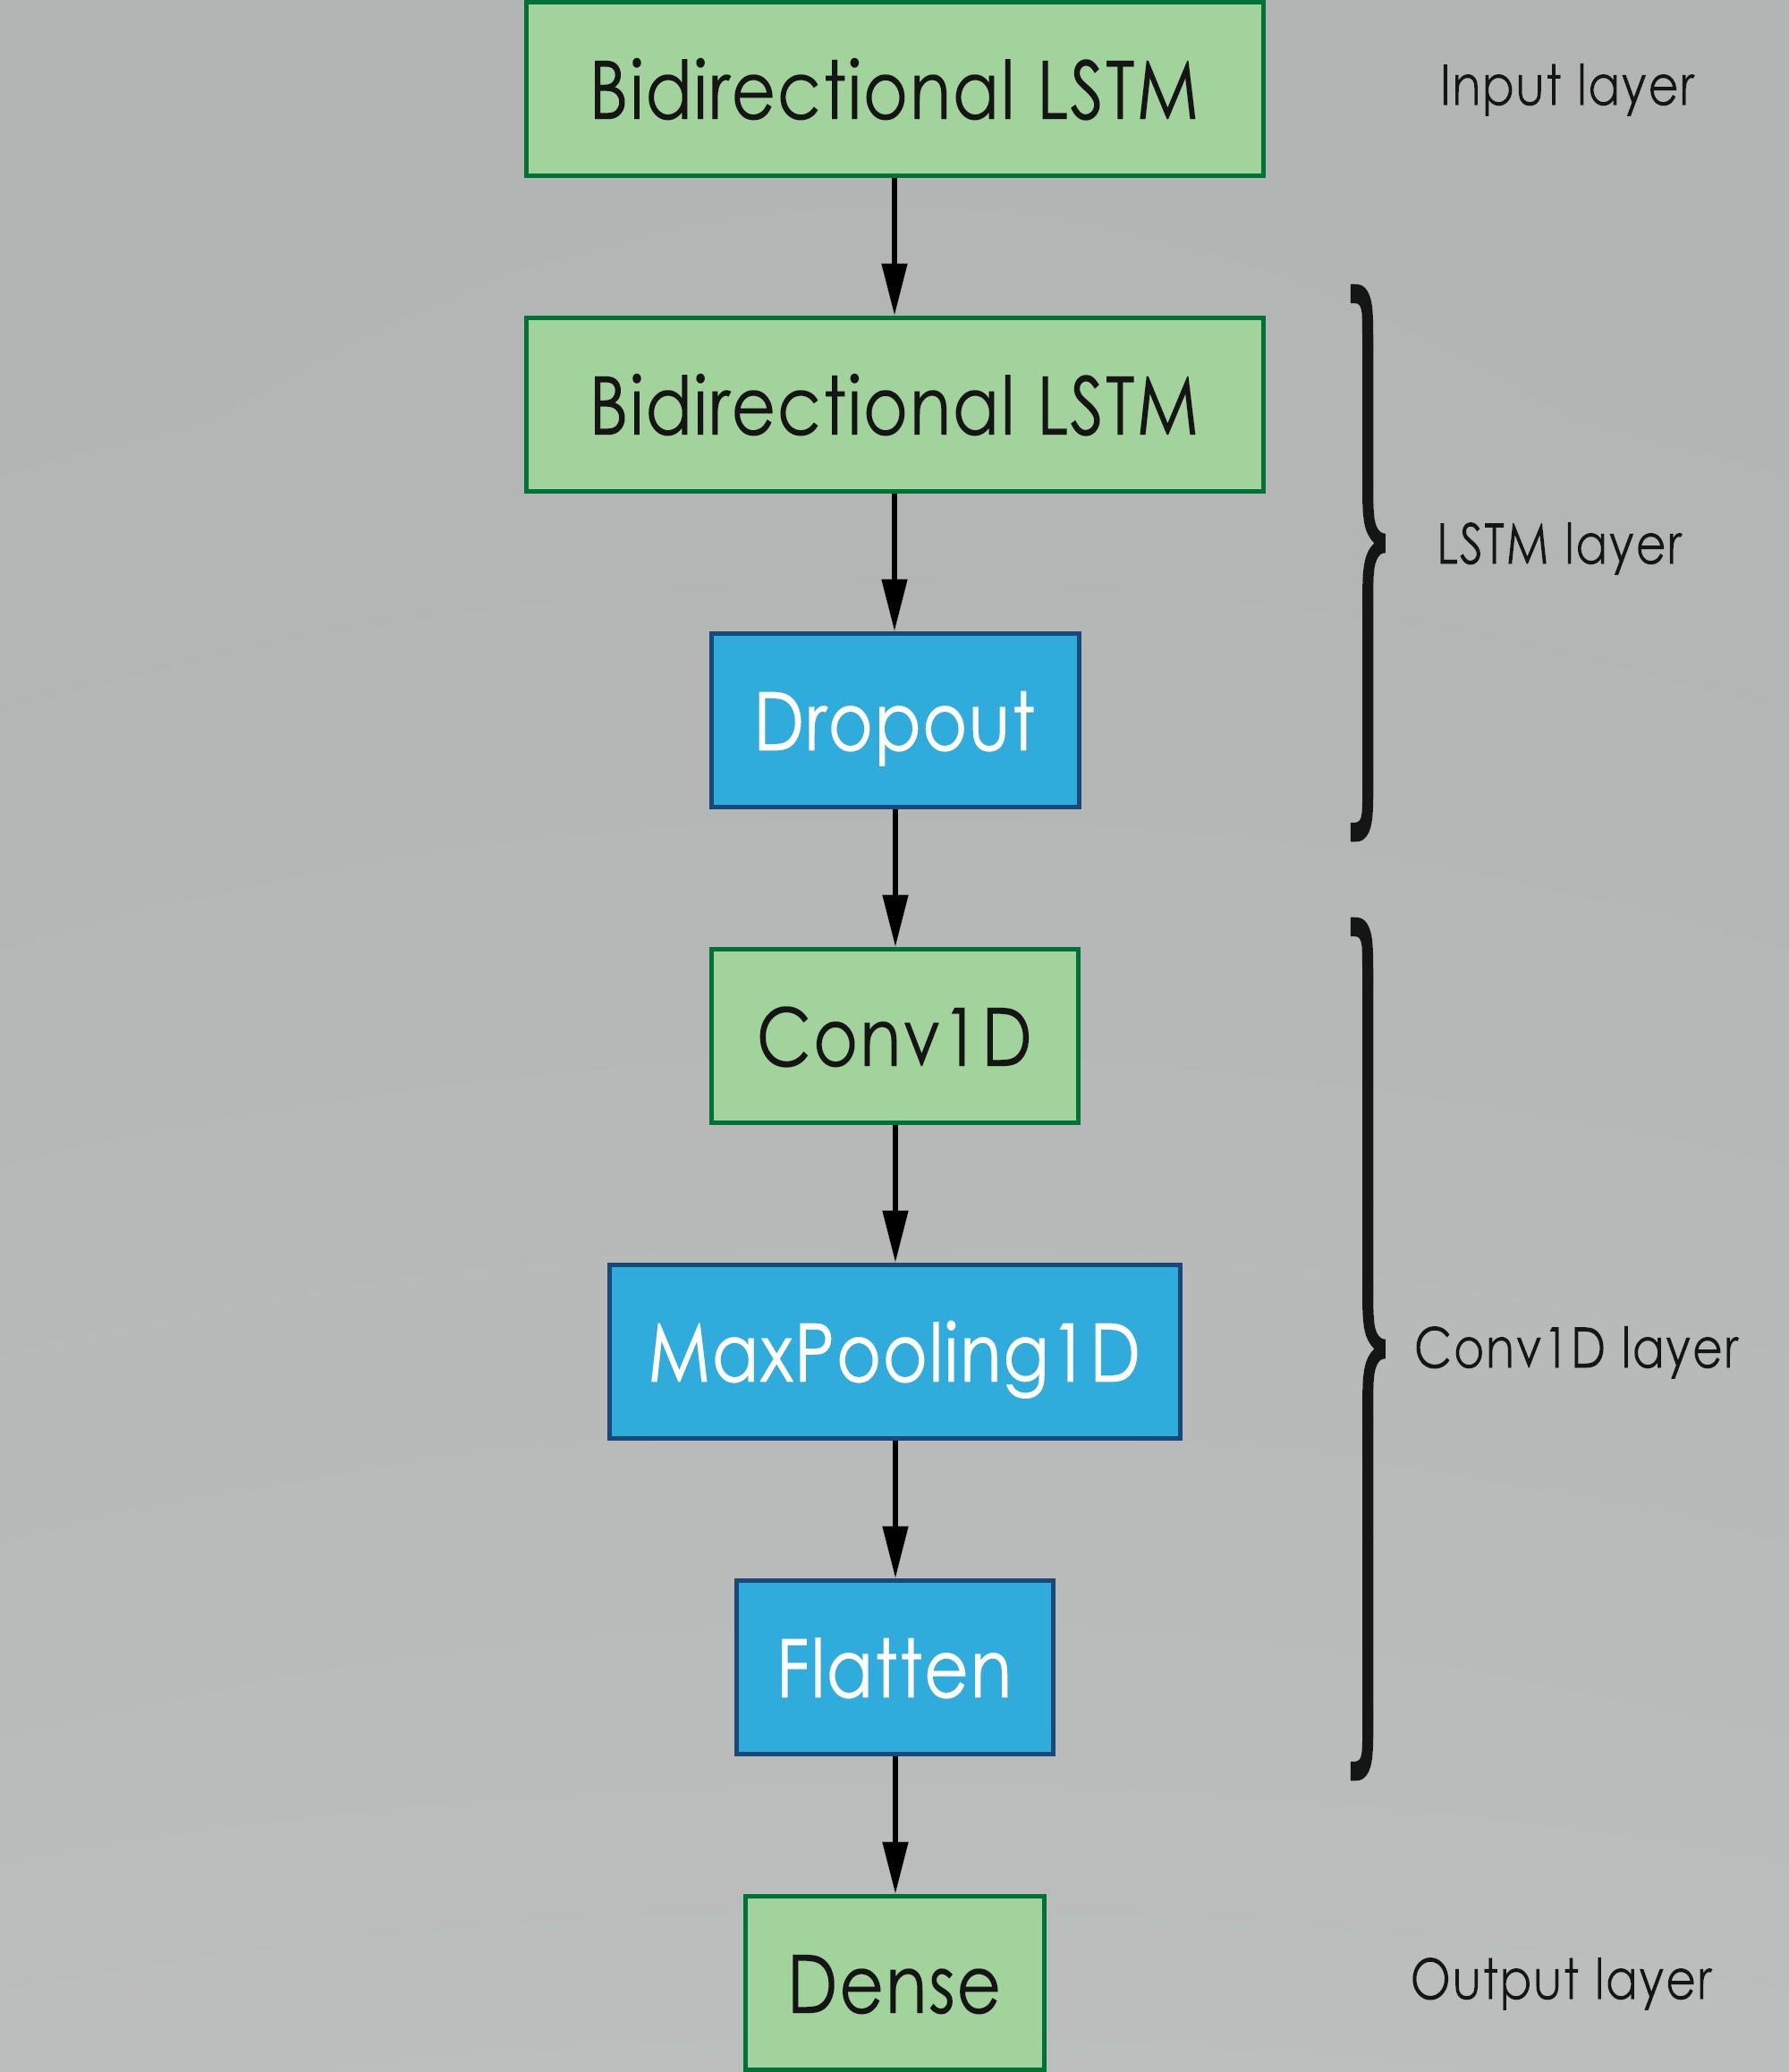 Bidirectional LSTM
Input layer
Bidirectional LSTM
LSTM layer
Dropout
Conv1D
MaxPooling1D
Conv1D layer
Flatten
Dense
Output layer